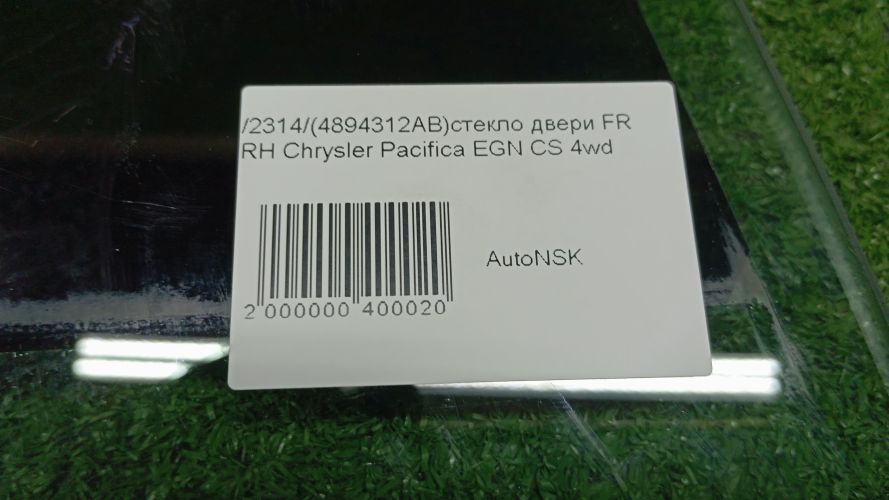 /2314/(4894312AB)стекло двери FR
RH Chrysler Pacifica EGN CS 4wd
AutoNSK
2 000000 400020